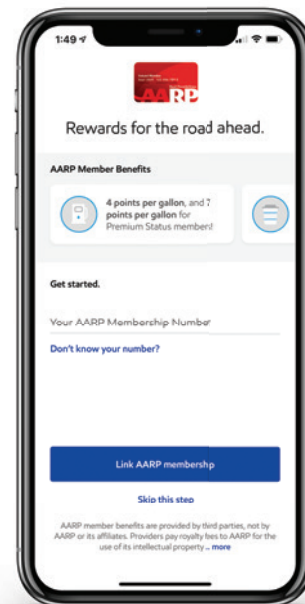 1:49
AARP
Rewards for the road ahead.
AARP Member Benefits
4 points per gallon, and 7
points per gallon for
Premium Status members!
Get started.
Your AARP Membership Number
Don't know your number?
Link AARP membership
Skip this step
AARP member benefits are provided by third parties, not by
AARP or its affiliates. Providers pay royalty fees to AARP for the
use of its intellectual property ... more